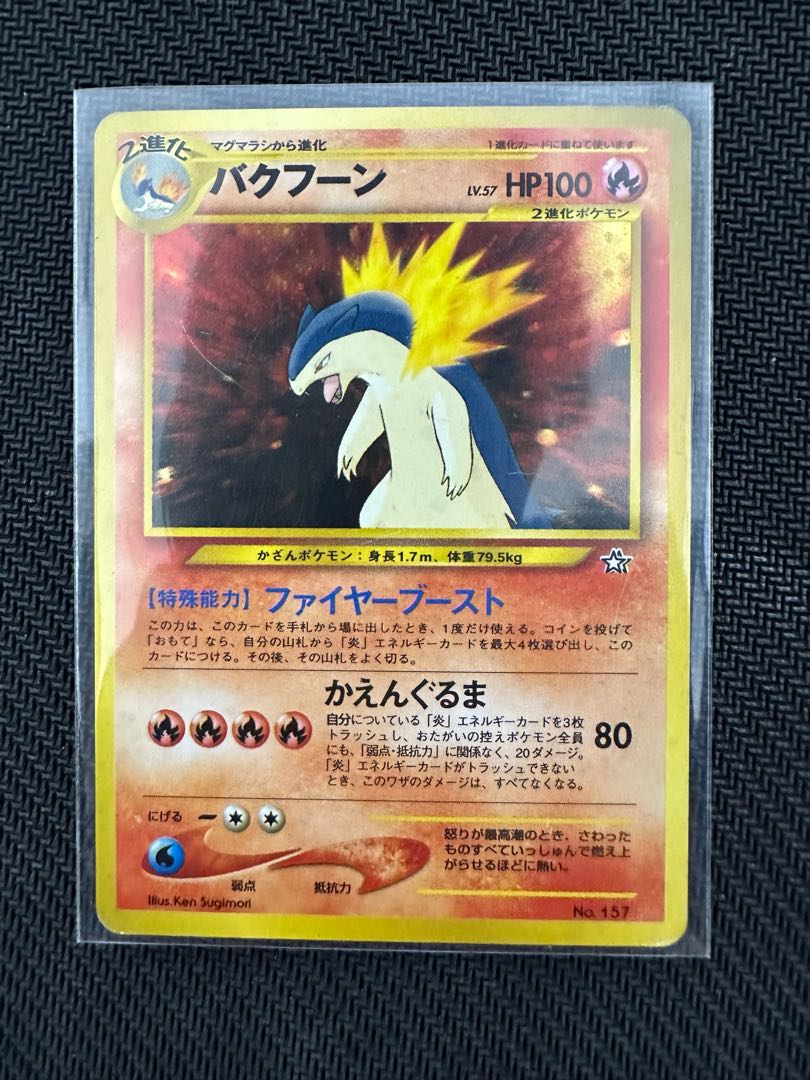 2進化
マグマラシから進化
1進化カードに重ねて使います
バクフーン
LV.57 HP100
2進化ポケモン
かざんポケモン：身長1.7m、体重79.5kg
【特殊能力】ファイヤーブースト
この力は、このカードを手札から場に出したとき、1度だけ使える。コインを投げて
「おもて」なら、自分の山札から「炎」エネルギーカードを最大4枚選び出し、この
カードにつける。その後、その山札をよく切る。
かえんぐるま
自分についている「炎」エネルギーカードを3枚
トラッシュし、おたがいの控えポケモン全員
にも、「弱点・抵抗力」に関係なく、20ダメージ。
「炎」エネルギーカードがトラッシュできない
とき、このワザのダメージは、すべてなくなる。
80
にげる
怒りが最高潮のとき、さわった
ものすべていっしゅんで燃え上
がらせるほどに熱い。
弱点
抵抗力
Illus.Ken Sugimori
No. 157